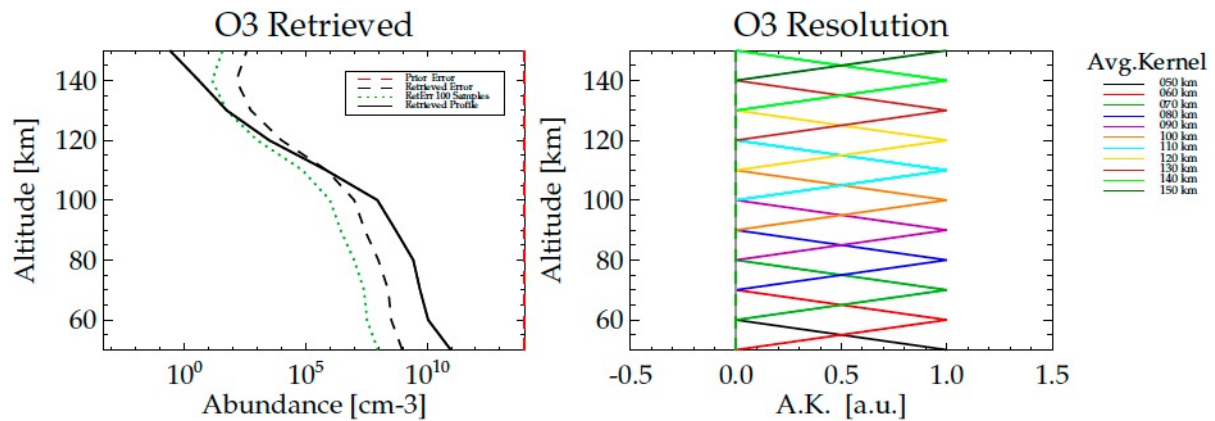 O3 Retrieved
O3 Resolution
Avg.Kernel
050 km
060 km
070 km
080 km
090 km
100 km
110 km
120 km
130 km
140 km
150 km
Prior Error
Retrieved Error
RetErr 100 Samples
Retrieved Profile
Altitude [km]
140
120
100
80
60
10^0
10^5
10^10
Abundance [cm-3]
Altitude [km]
140
120
100
80
60
-0.5
0.0
0.5
1.0
1.5
A.K. [a.u.]